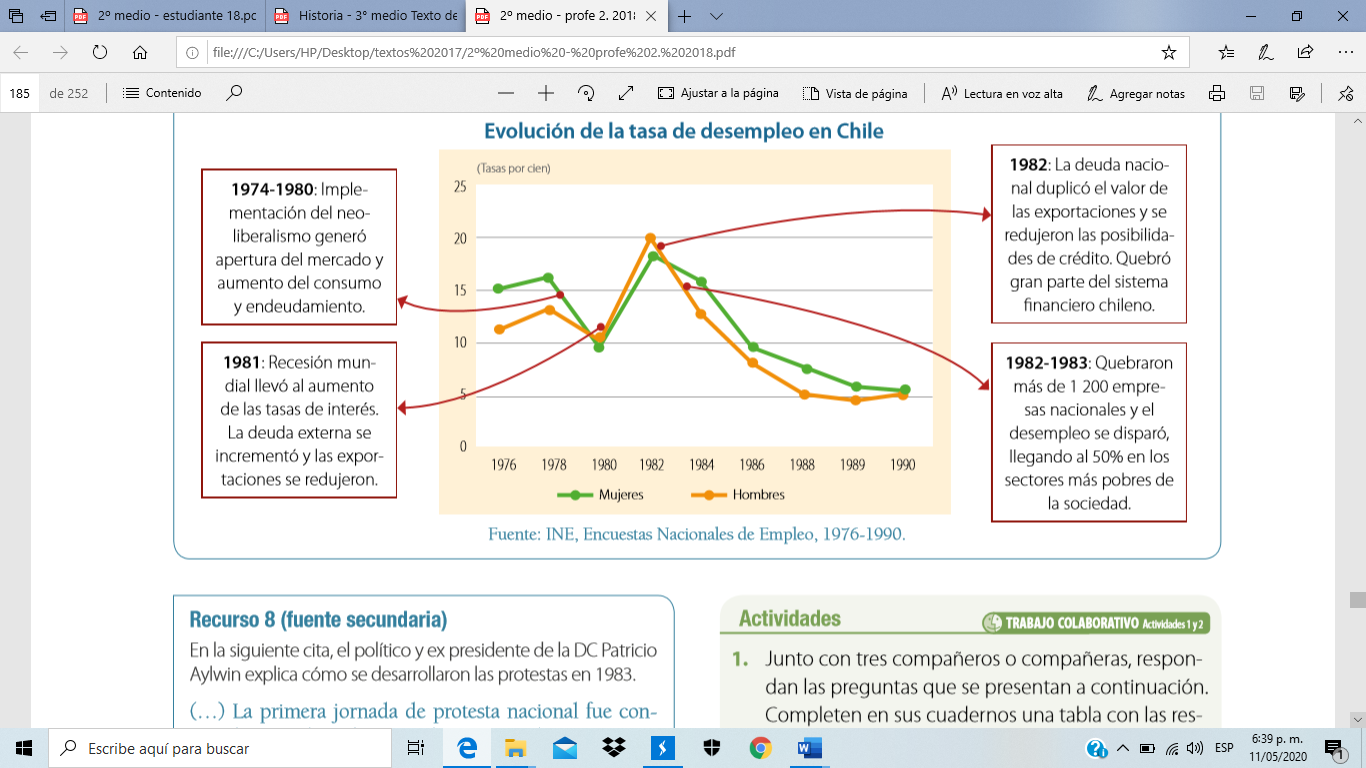 2º medio - estudiante 18.pc
Historia - 3° medio Texto de
2º medio - profe 2. 201
file:///C:/Users/HP/Desktop/textos%202017/2º%20medio%20-%20profe%202.%202018.pdf
185 de 252
Contenido
Ajustar a la página
Vista de página
Lectura en voz alta
Agregar notas
Evolución de la tasa de desempleo en Chile
1974-1980: Imple-
mentación del neo-
liberalismo generó
apertura del mercado y
aumento del consumo
y endeudamiento.
1981: Recesión mun-
dial llevó al aumento
de las tasas de interés.
La deuda externa se
incrementó y las expor-
taciones se redujeron.
(Tasas por cien)
25
20
15
10
5
0
1976 1978 1980 1982 1984 1986 1988 1989 1990
Mujeres Hombres
1982: La deuda nacio-
nal duplicó el valor de
las exportaciones y se
redujeron las posibilida-
des de crédito. Quebró
gran parte del sistema
financiero chileno.
1982-1983: Quebraron
más de 1 200 empre-
sas nacionales y el
desempleo se disparó,
llegando al 50% en los
sectores más pobres de
la sociedad.
Fuente: INE, Encuestas Nacionales de Empleo, 1976-1990.
Recurso 8 (fuente secundaria)
En la siguiente cita, el político y ex presidente de la DC Patricio
Aylwin explica cómo se desarrollaron las protestas en 1983.
(…) La primera jornada de protesta nacional fue con-
Actividades
TRABAJO COLABORATIVO Actividades 1 y 2
1. Junto con tres compañeros o compañeras, respon-
dan las preguntas que se presentan a continuación.
Completen en sus cuadernos una tabla con las res-
Escribe aquí para buscar
ESP
6:39 p. m.
11/05/2020
1